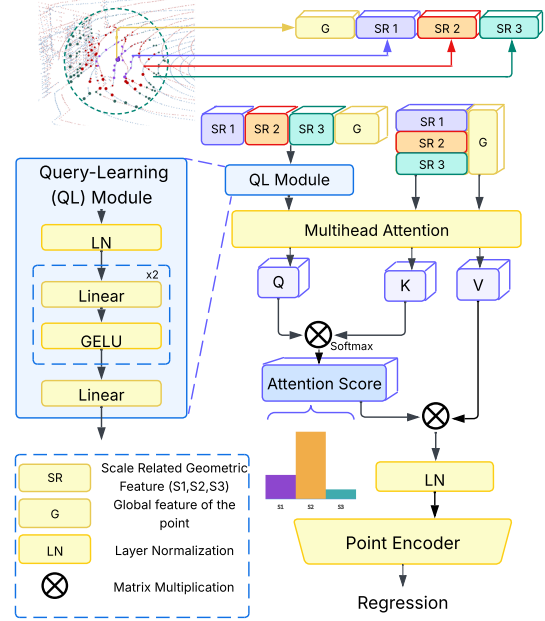 G
SR 1
SR 2
SR 3
SR 1
SR 2
SR 3
G
SR 1
SR 2
SR 3
G
Query-Learning
(QL) Module
LN
x2
Linear
GELU
Linear
QL Module
Multihead Attention
Q
K
V
Softmax
Attention Score
S1
S2
S3
LN
Point Encoder
Regression
SR
Scale Related Geometric
Feature (S1,S2,S3)
G
Global feature of the
point
LN
Layer Normalization
Matrix Multiplication